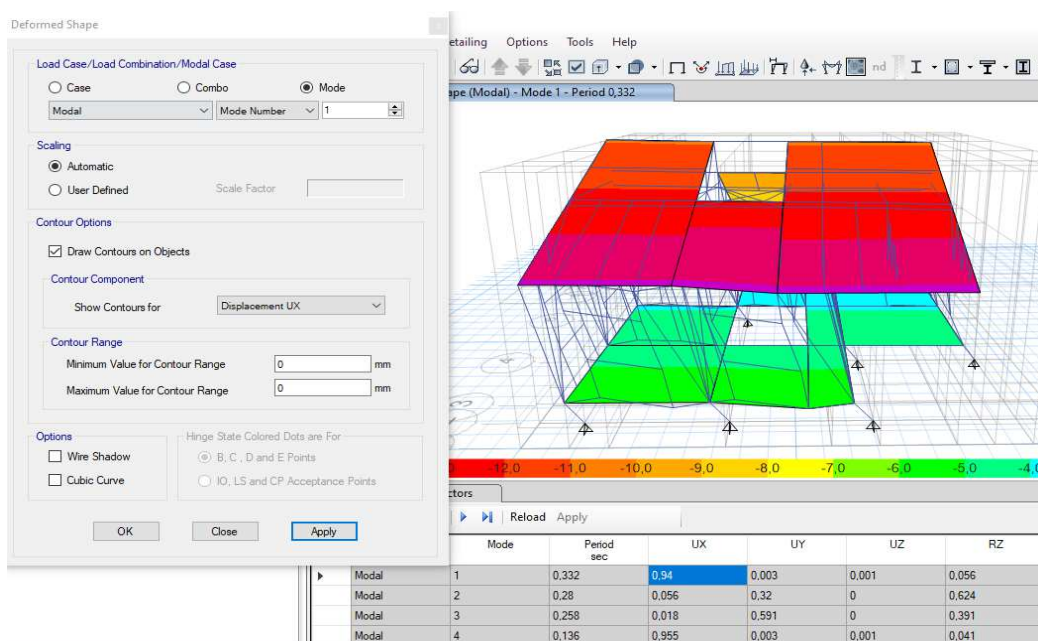 Deformed Shape
Load Case/Load Combination/Modal Case
Case Combo Mode
Modal Mode Number 1
Scaling
Automatic
User Defined Scale Factor
Contour Options
Draw Contours on Objects
Contour Component
Show Contours for Displacement UX
Contour Range
Minimum Value for Contour Range 0 mm
Maximum Value for Contour Range 0 mm
Options
Wire Shadow
Cubic Curve
Hinge State Colored Dots are For
B, C , D and E Points
IO, LS and CP Acceptance Points
OK Close Apply
etailing Options Tools Help
nd
ape (Modal) - Mode 1 - Period 0,332
-12,0 -11,0 -10,0 -9,0 -8,0 -7,0 -6,0 -5,0 -4,0
ctors
Reload Apply
Mode Period UX UY UZ RZ
sec
Modal 1 0,332 0,94 0,003 0,001 0,056
Modal 2 0,28 0,056 0,32 0 0,624
Modal 3 0,258 0,018 0,591 0 0,391
Modal 4 0,136 0,955 0,003 0,001 0,041